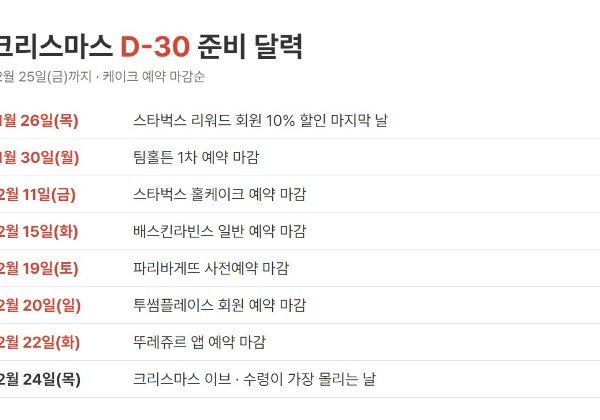 크리스마스 D-30 준비 달력
2월 25일(금)까지 · 케이크 예약 마감순
1월 26일(목) 스타벅스 리워드 회원 10% 할인 마지막 날
1월 30일(월) 팀홀튼 1차 예약 마감
2월 11일(금) 스타벅스 홀케이크 예약 마감
2월 15일(화) 배스킨라빈스 일반 예약 마감
2월 19일(토) 파리바게뜨 사전예약 마감
2월 20일(일) 투썸플레이스 회원 예약 마감
2월 22일(화) 뚜레쥬르 앱 예약 마감
2월 24일(목) 크리스마스 이브 · 수령이 가장 몰리는 날